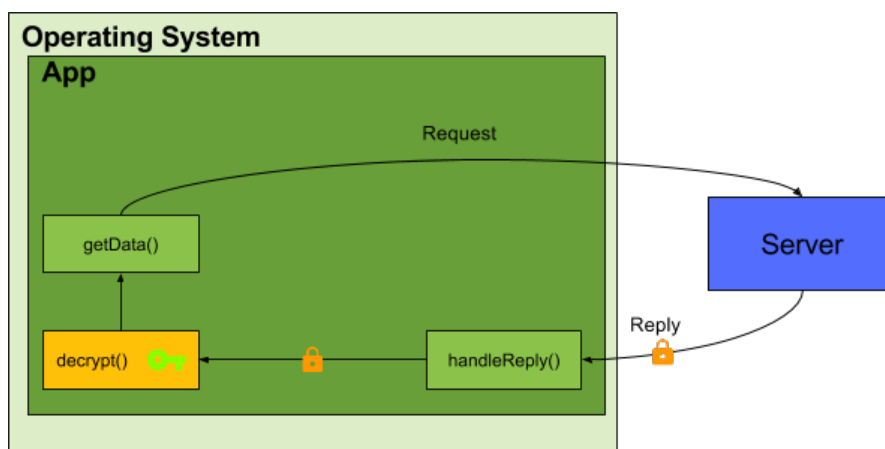 Operating System
App
Request
getData()
Server
Reply
decrypt()
handleReply()